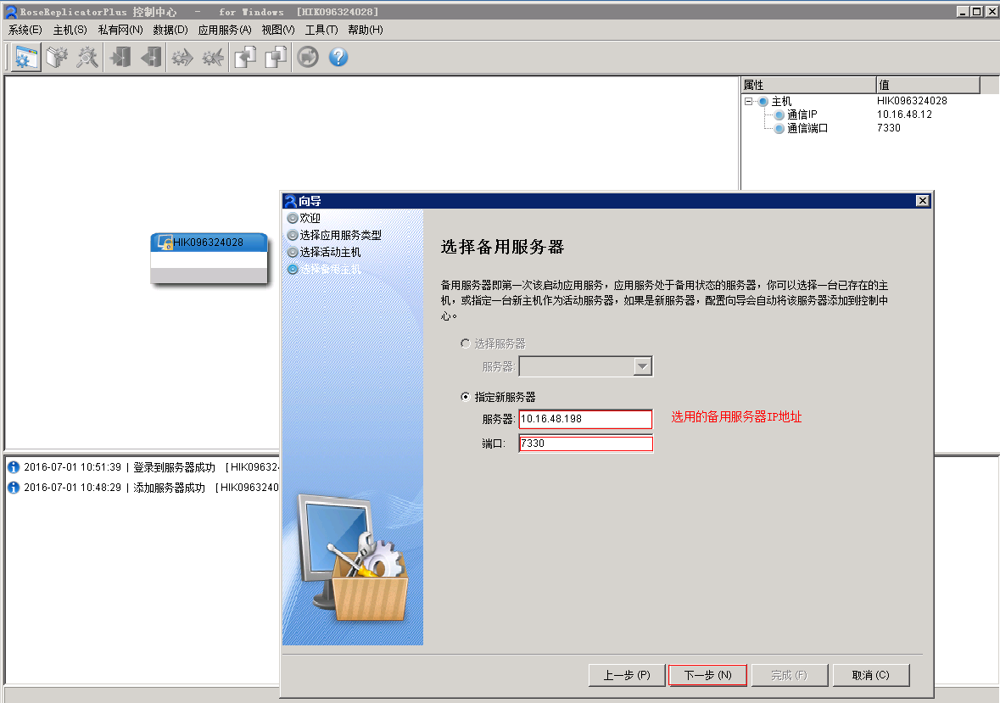 RoseReplicatorPlus 控制中心 - for Windows [HIK096324028]
系统(E) 主机(S) 私有网(N) 数据(D) 应用服务(A) 视图(V) 工具(T) 帮助(H)
属性 值
主机 HIK096324028
通信IP 10.16.48.12
通信端口 7330
HIK096324028
向导
欢迎
选择应用服务类型
选择活动主机
选择备用主机
选择备用服务器
备用服务器即第一次该启动应用服务，应用服务处于备用状态的服务器，你可以选择一台已存在的主
机，或指定一台新主机作为活动服务器，如果是新服务器，配置向导会自动将该服务器添加到控制中
心。
选择服务器
服务器:
指定新服务器
服务器: 10.16.48.198 选用的备用服务器IP地址
端口: 7330
上一步 (P) 下一步 (N) 完成 (F) 取消 (C)
2016-07-01 10:51:39 | 登录到服务器成功 [HIK09632
2016-07-01 10:48:29 | 添加服务器成功 [HIK0963240